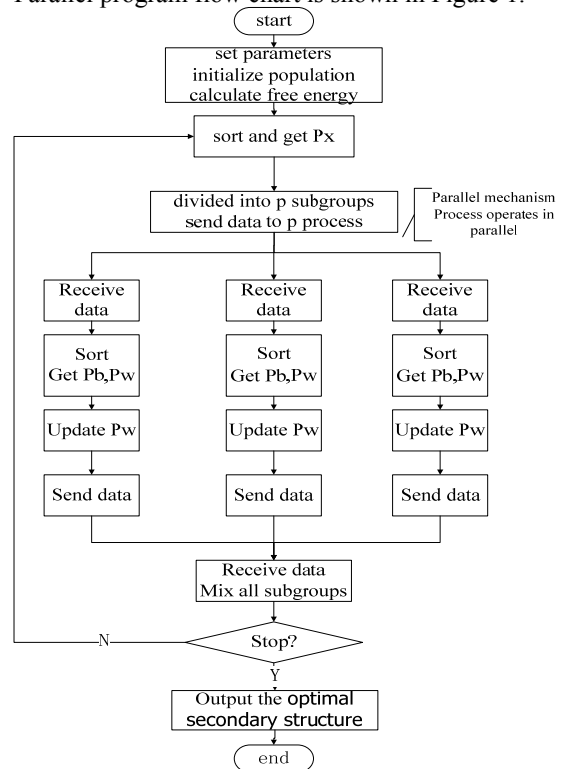 Parallel program flow chart is shown in Figure 1.
start
set parameters
initialize population
calculate free energy
sort and get Px
divided into p subgroups
send data to p process
Parallel mechanism
Process operates in
parallel
Receive
data
Receive
data
Receive
data
Sort
Get Pb,Pw
Sort
Get Pb,Pw
Sort
Get Pb,Pw
Update Pw
Update Pw
Update Pw
Send data
Send data
Send data
Receive data
Mix all subgroups
Stop?
N
Y
Output the optimal
secondary structure
end